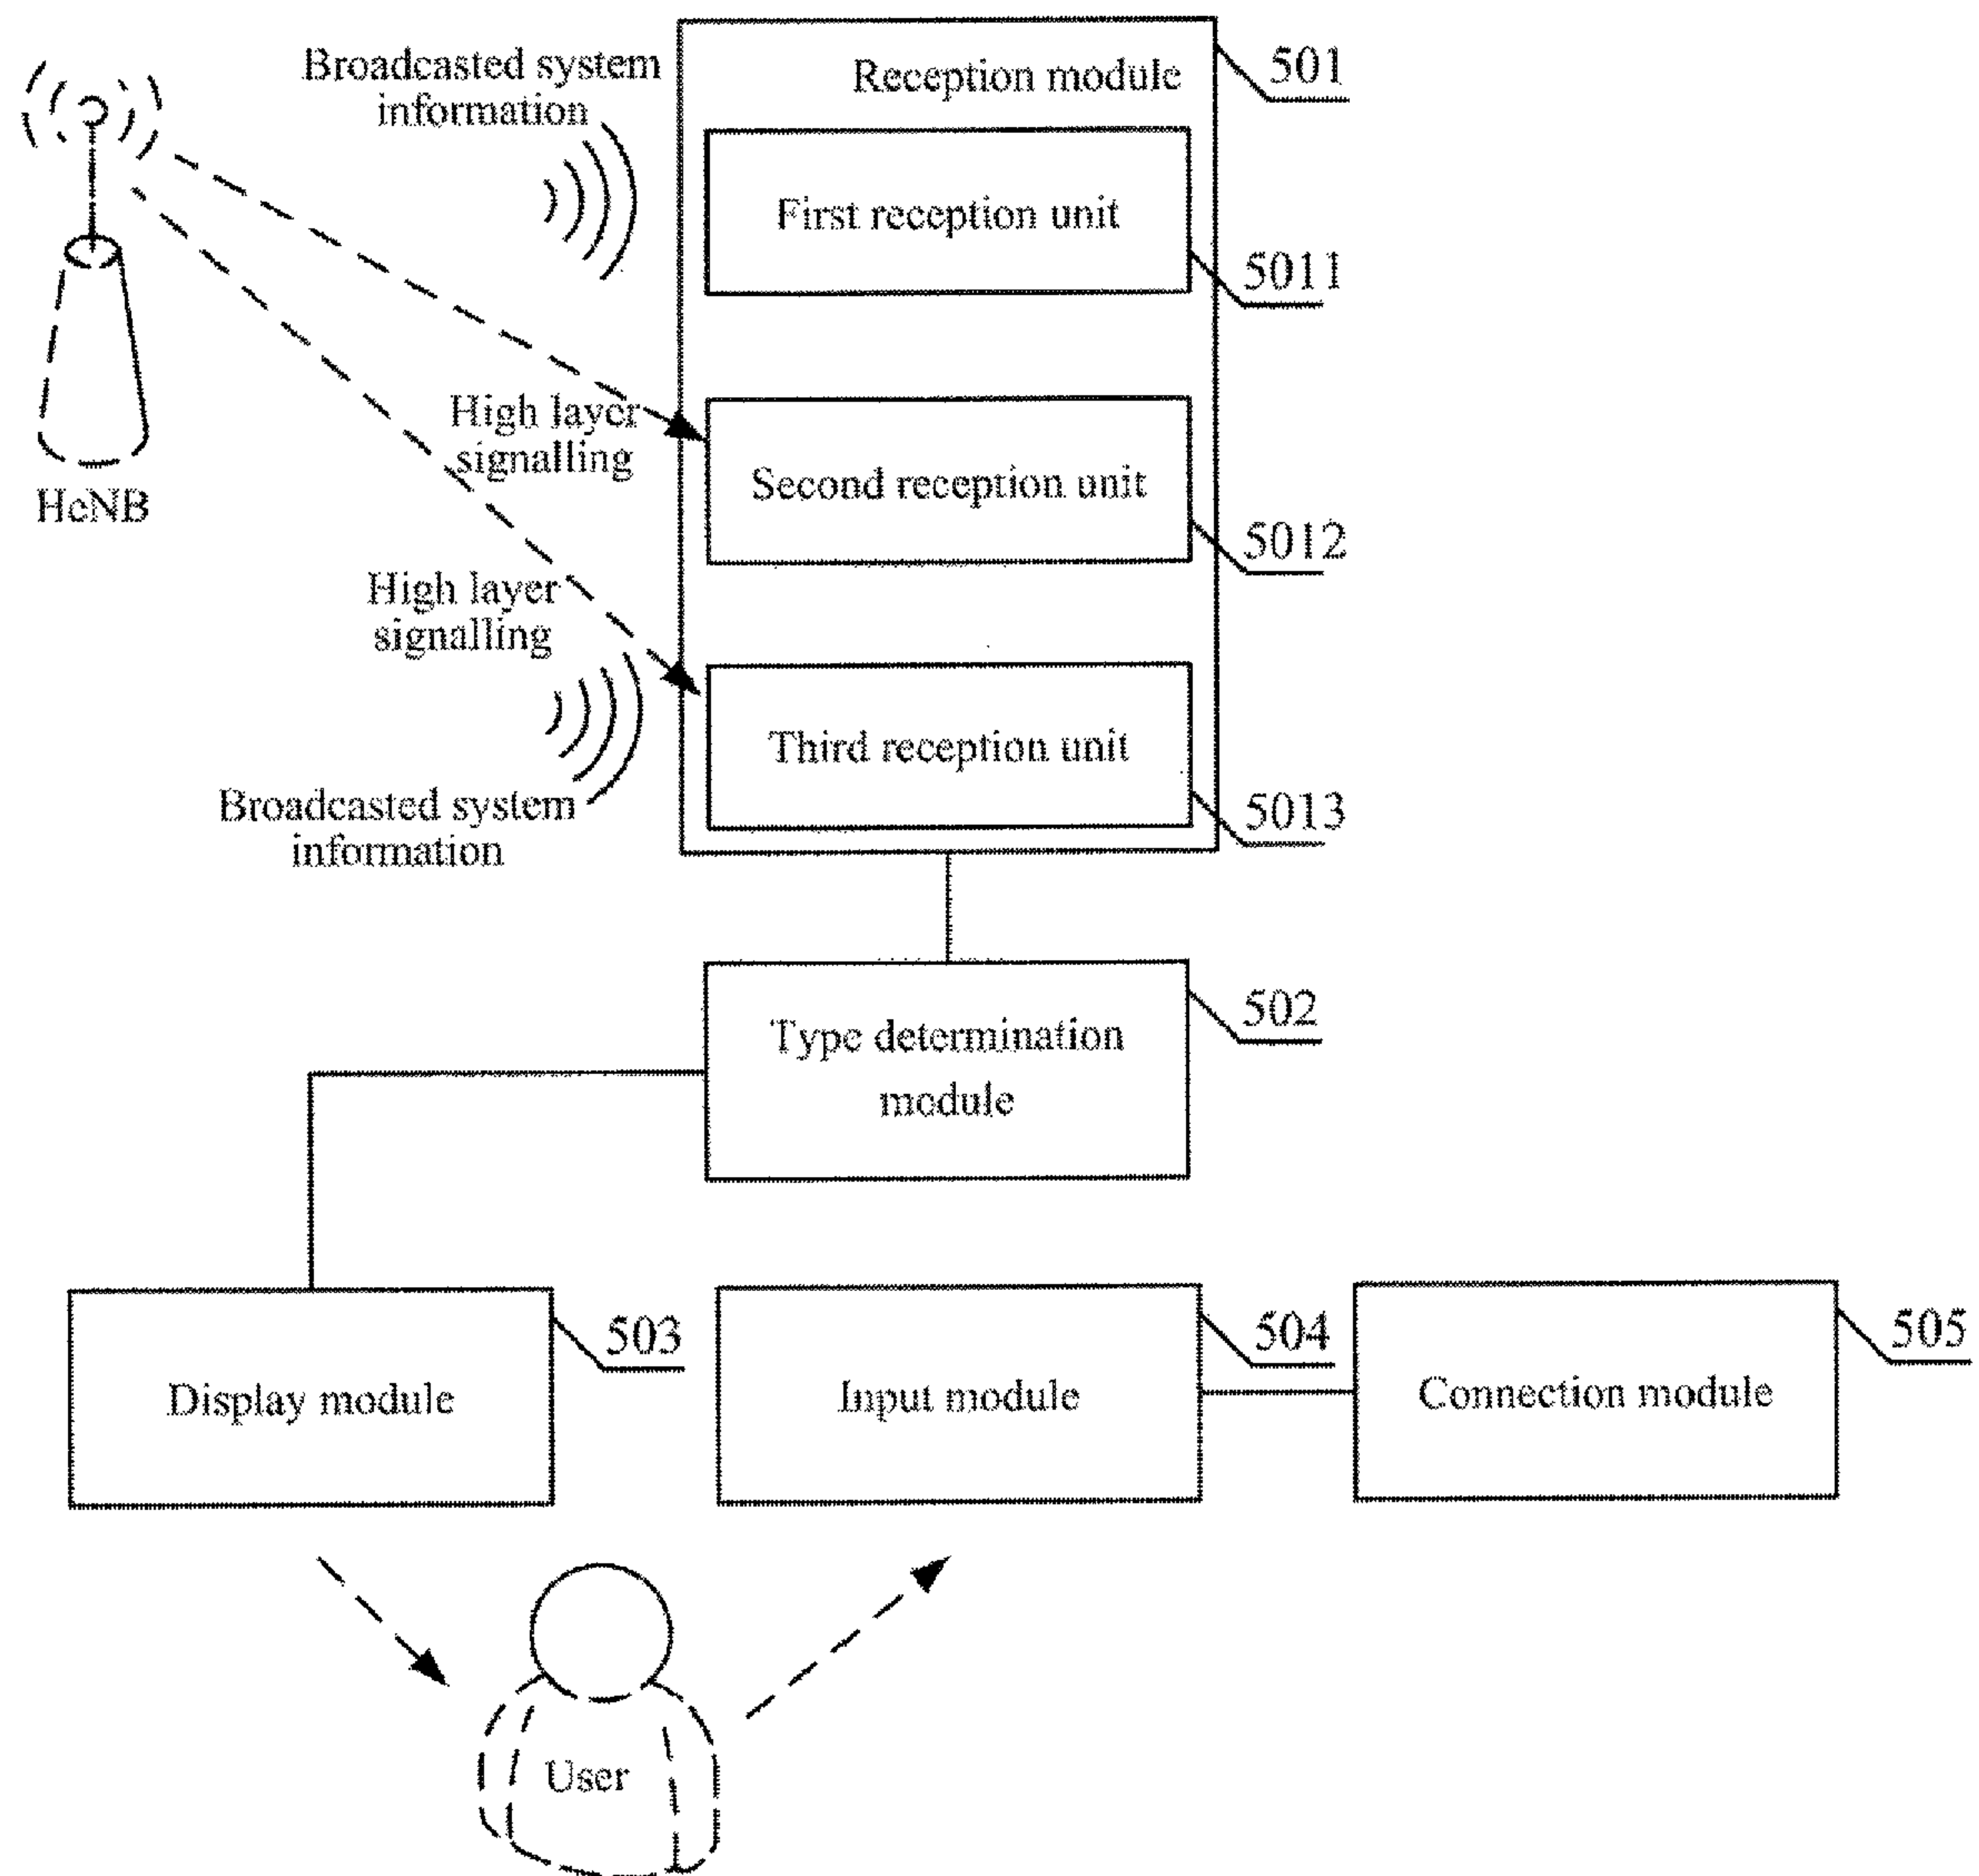 Broadcasted system
information
Reception module
501
First reception unit
5011
High layer
signalling
Second reception unit
5012
HeNB
High layer
signalling
Third reception unit
5013
Broadcasted system
information
Type determination
module
502
Display module
503
Input module
504
Connection module
505
User